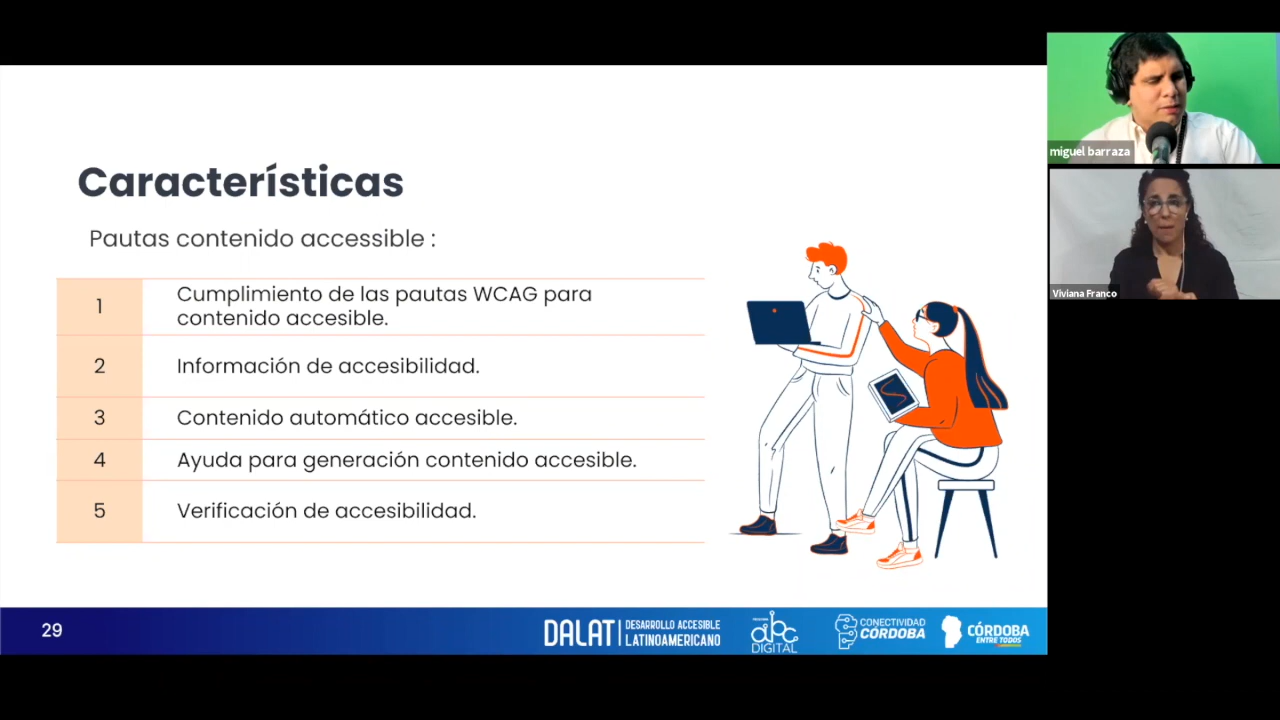 Características
Pautas contenido accessible :
1
Cumplimiento de las pautas WCAG para
contenido accesible.
2
Información de accesibilidad.
3
Contenido automático accesible.
4
Ayuda para generación contenido accesible.
5
Verificación de accesibilidad.
29
DALAT
DESARROLLO ACCESIBLE
LATINOAMERICANO
abc
DIGITAL
CONECTIVIDAD
CÓRDOBA
CÓRDOBA
ENTRE TODOS
miguel barraza
Viviana Franco